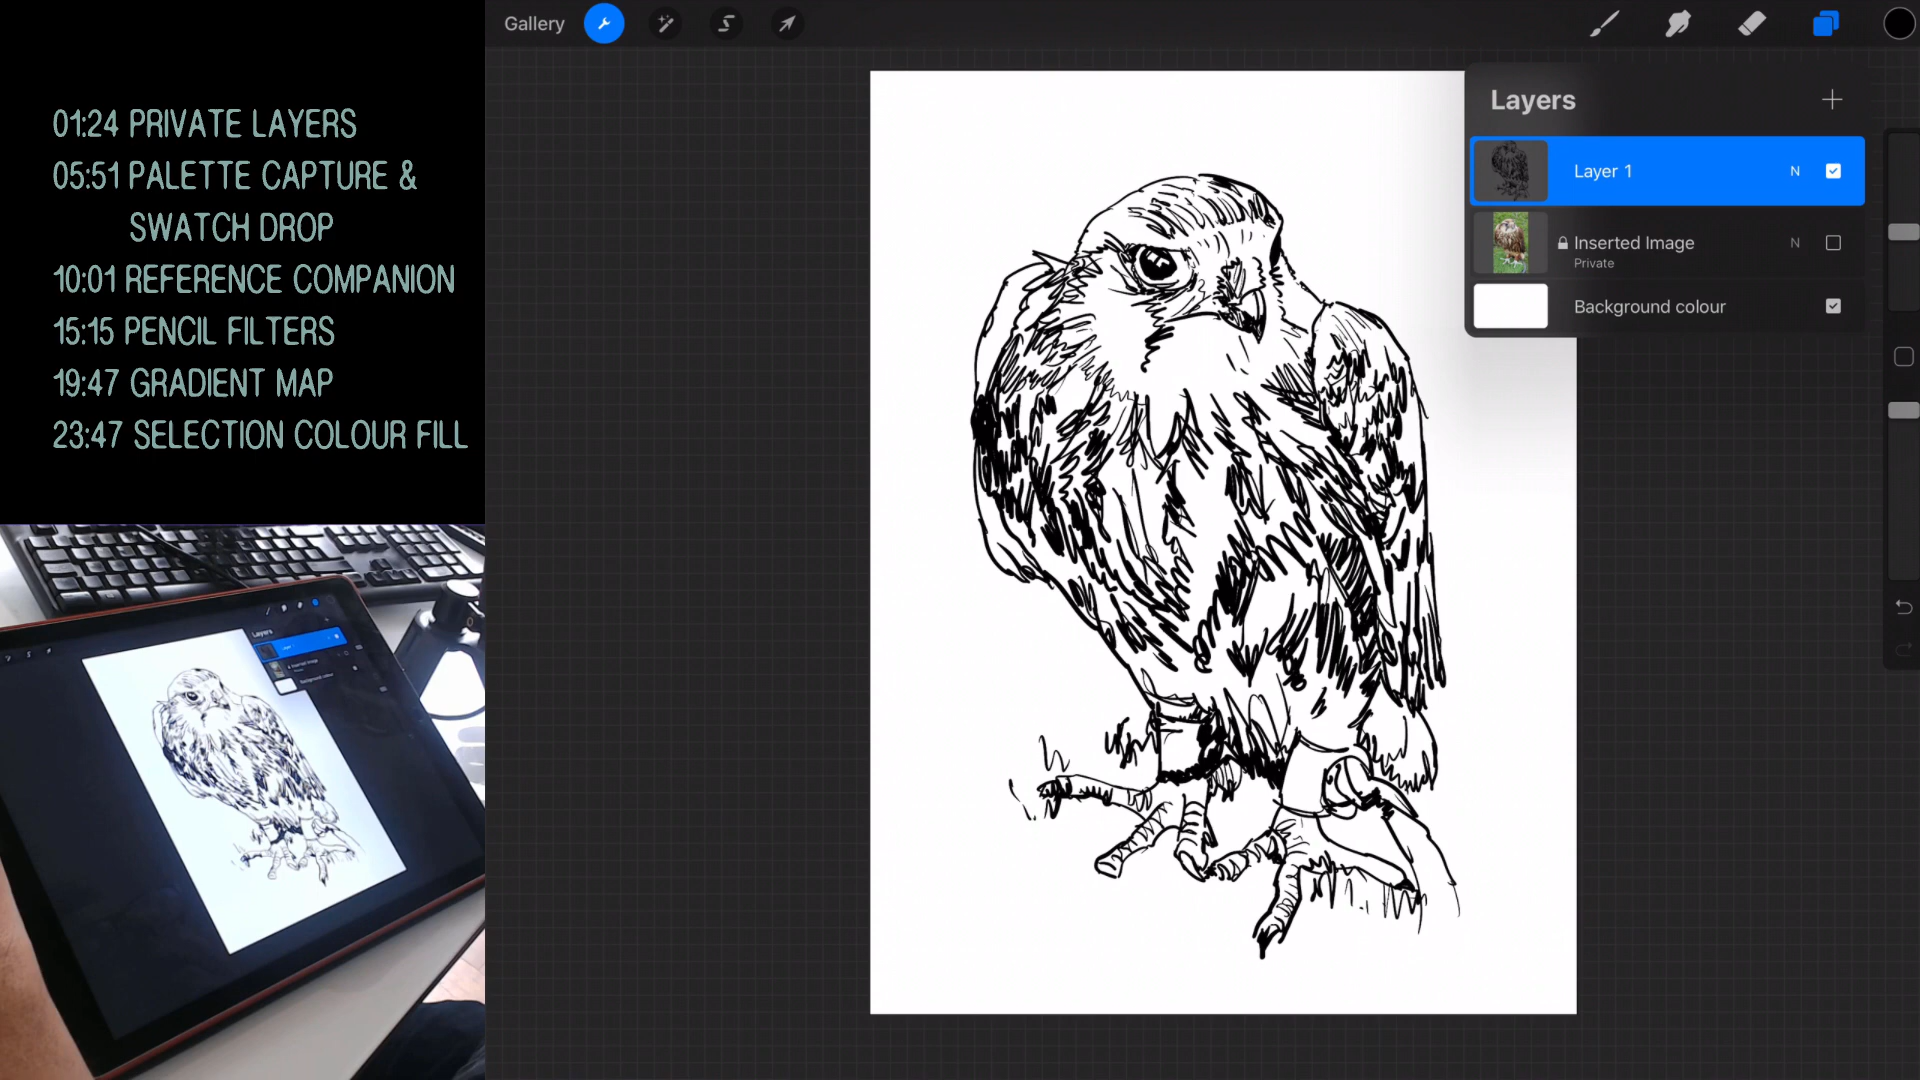 01:24 PRIVATE LAYERS
05:51 PALETTE CAPTURE &
SWATCH DROP
10:01 REFERENCE COMPANION
15:15 PENCIL FILTERS
19:47 GRADIENT MAP
23:47 SELECTION COLOUR FILL
Gallery
Layers
Layer 1 N
Inserted Image N
Private
Background colour
Layers